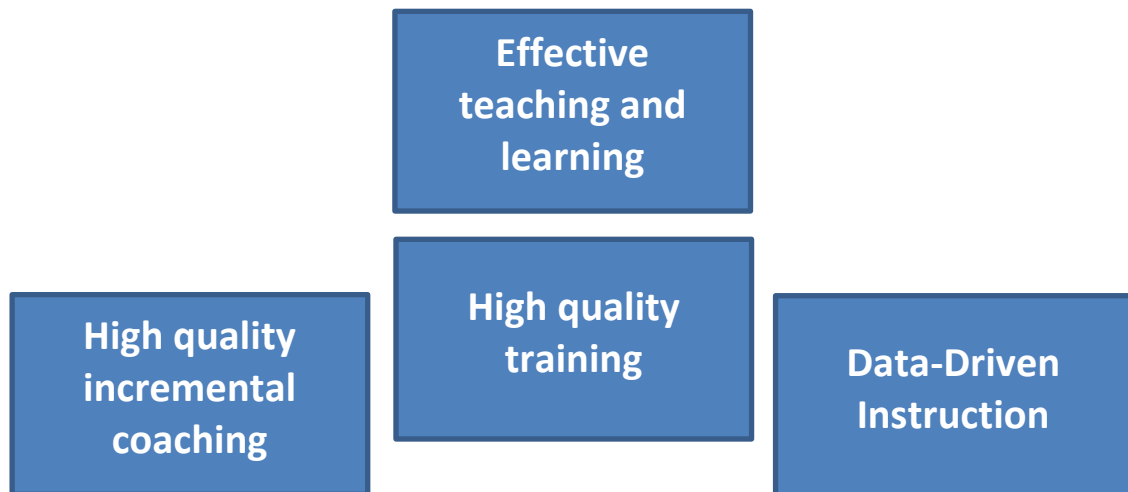 Effective
teaching and
learning
High quality
training
High quality
incremental
coaching
Data-Driven
Instruction